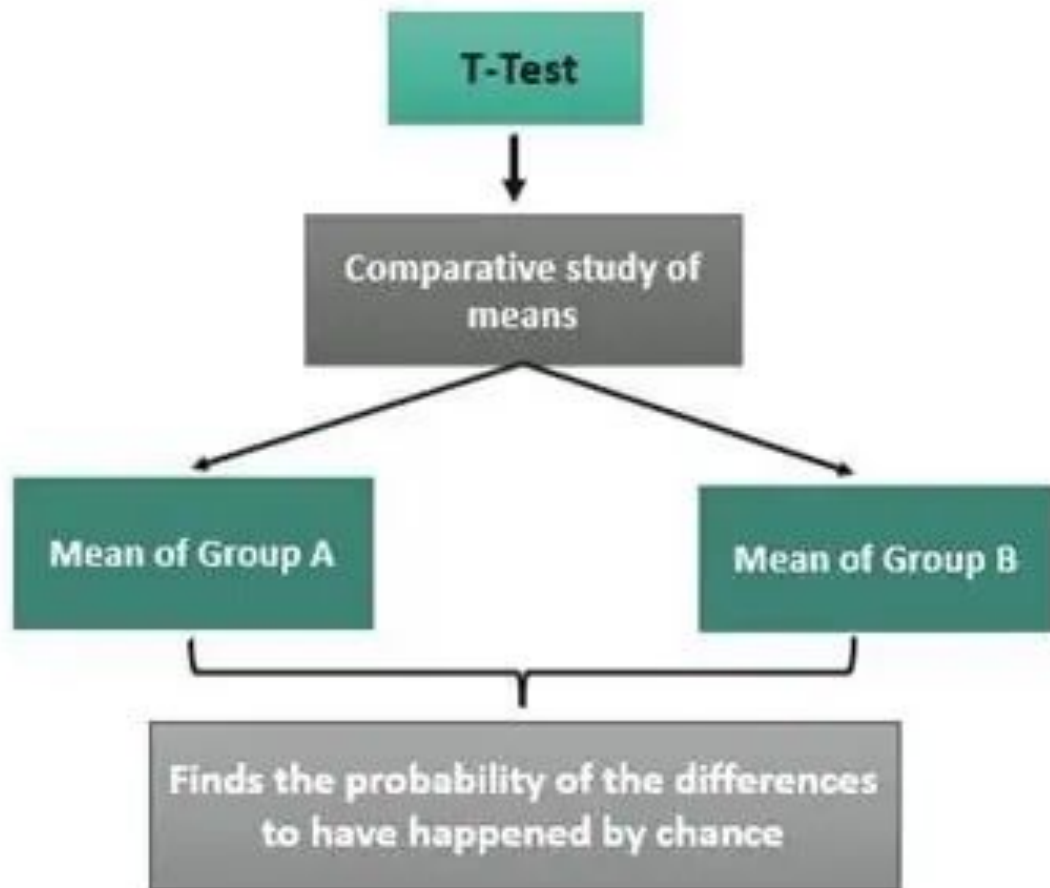 T-Test
Comparative study of
means
Mean of Group A
Mean of Group B
Finds the probability of the differences
to have happened by chance